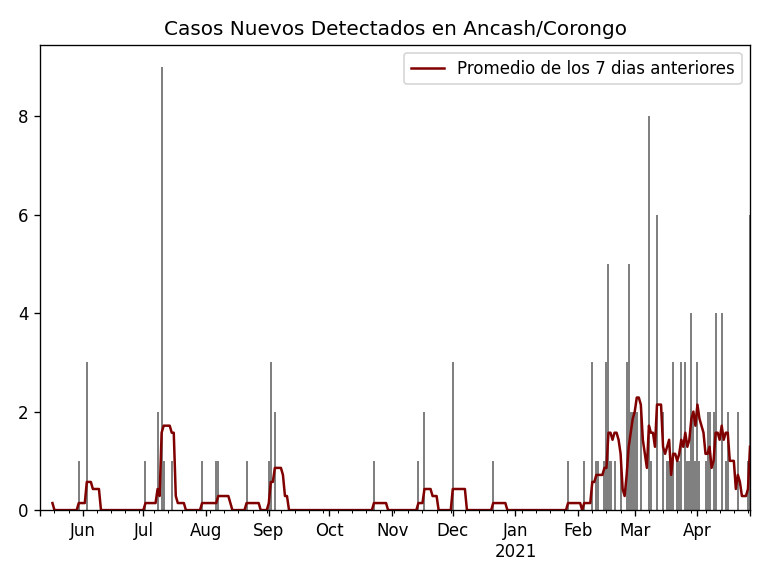 Casos Nuevos Detectados en Ancash/Corongo
Promedio de los 7 dias anteriores
8
6
4
2
0
Jun Jul Aug Sep Oct Nov Dec Jan Feb Mar Apr
2021